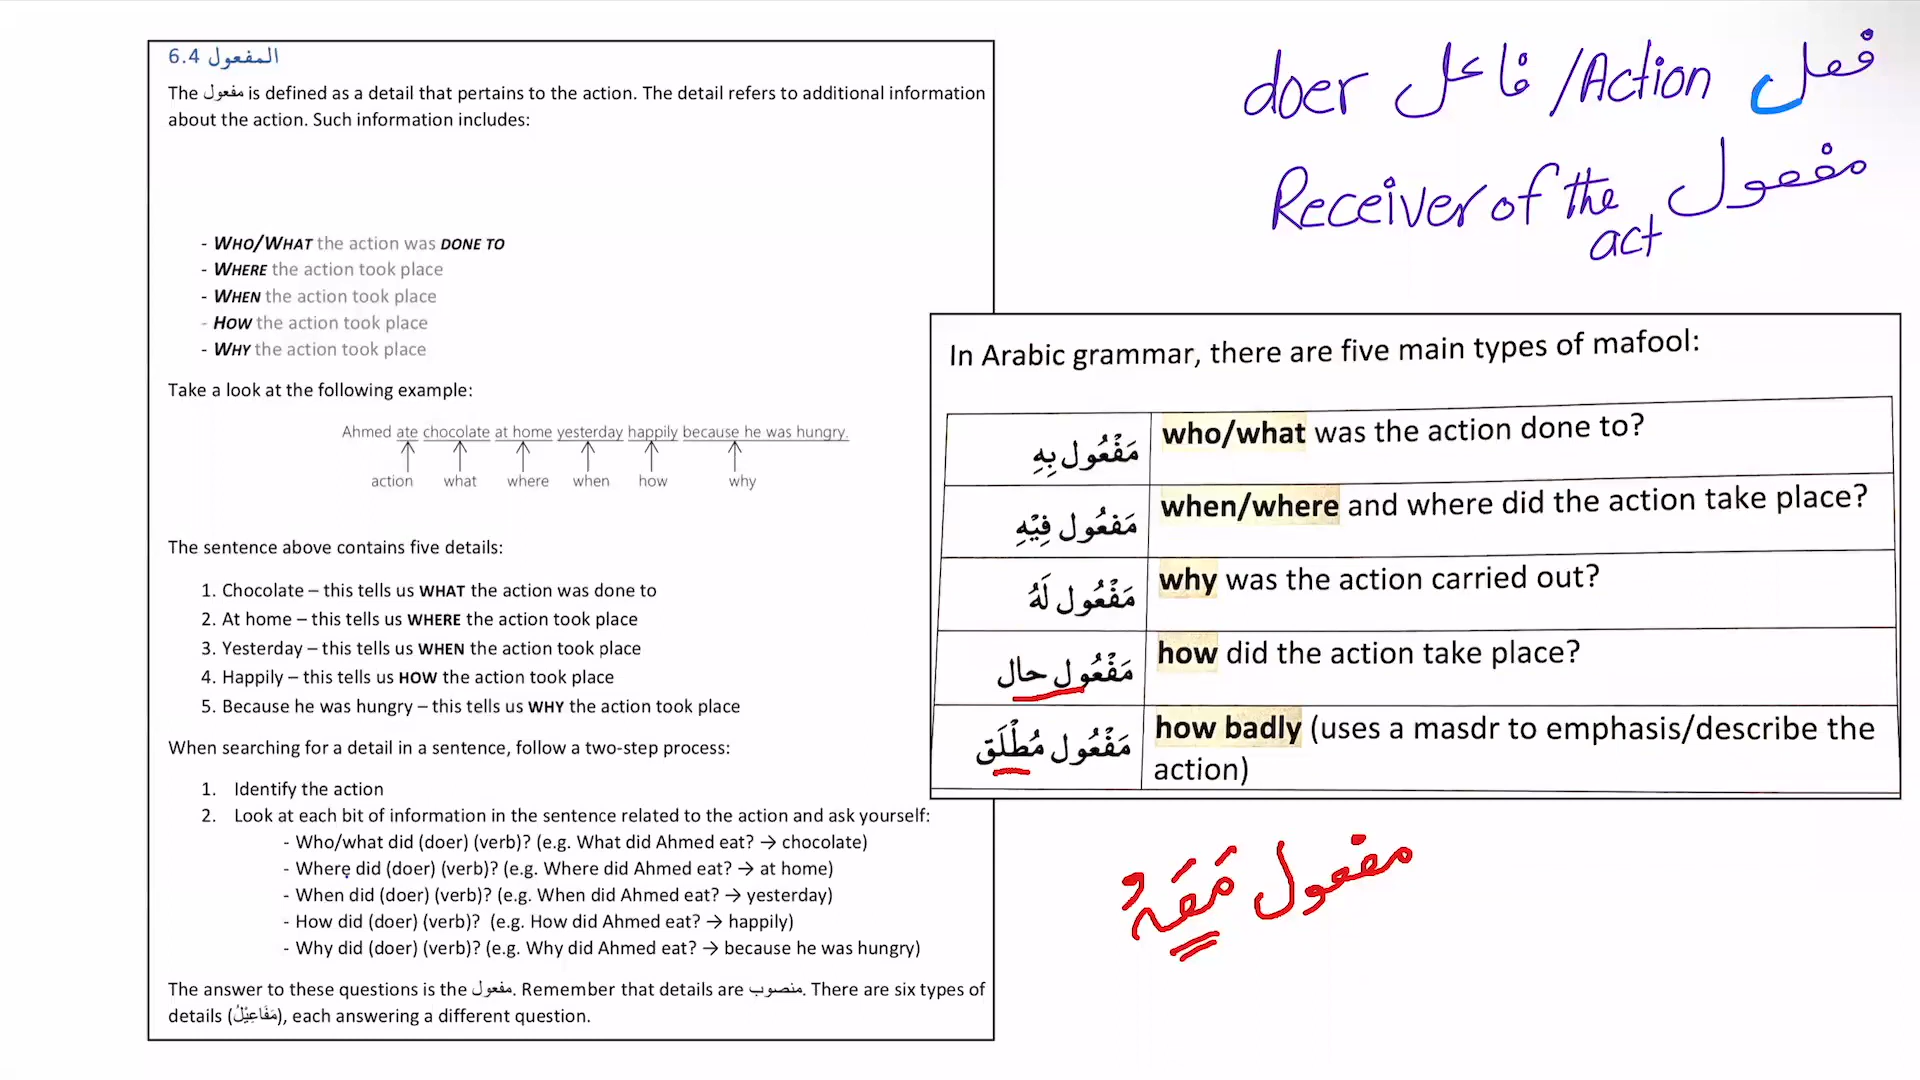 6.4 المفعول
The مفعول is defined as a detail that pertains to the action. The detail refers to additional information
about the action. Such information includes:
- WHO/WHAT the action was DONE TO
- WHERE the action took place
- WHEN the action took place
- HOW the action took place
- WHY the action took place
Take a look at the following example:
Ahmed ate chocolate at home yesterday happily because he was hungry.
action what where when how why
The sentence above contains five details:
1. Chocolate – this tells us WHAT the action was done to
2. At home – this tells us WHERE the action took place
3. Yesterday – this tells us WHEN the action took place
4. Happily – this tells us HOW the action took place
5. Because he was hungry – this tells us WHY the action took place
When searching for a detail in a sentence, follow a two-step process:
1. Identify the action
2. Look at each bit of information in the sentence related to the action and ask yourself:
- Who/what did (doer) (verb)? (e.g. What did Ahmed eat? → chocolate)
- Where did (doer) (verb)? (e.g. Where did Ahmed eat? → at home)
- When did (doer) (verb)? (e.g. When did Ahmed eat? → yesterday)
- How did (doer) (verb)? (e.g. How did Ahmed eat? → happily)
- Why did (doer) (verb)? (e.g. Why did Ahmed eat? → because he was hungry)
The answer to these questions is the مفعول. Remember that details are منصوب. There are six types of
details (مَفَاعِيْلُ), each answering a different question.
doer فاعل / Action فعل
Receiver of the مفعول
act
In Arabic grammar, there are five main types of mafool:
مَفْعُول بِهِ who/what was the action done to?
مَفعُول فِيْهِ when/where and where did the action take place?
مَفْعُول لَهُ why was the action carried out?
مَفْعُول حال how did the action take place?
مَفْعُول مُطْلَق how badly (uses a masdr to emphasis/describe the
action)
مفعول